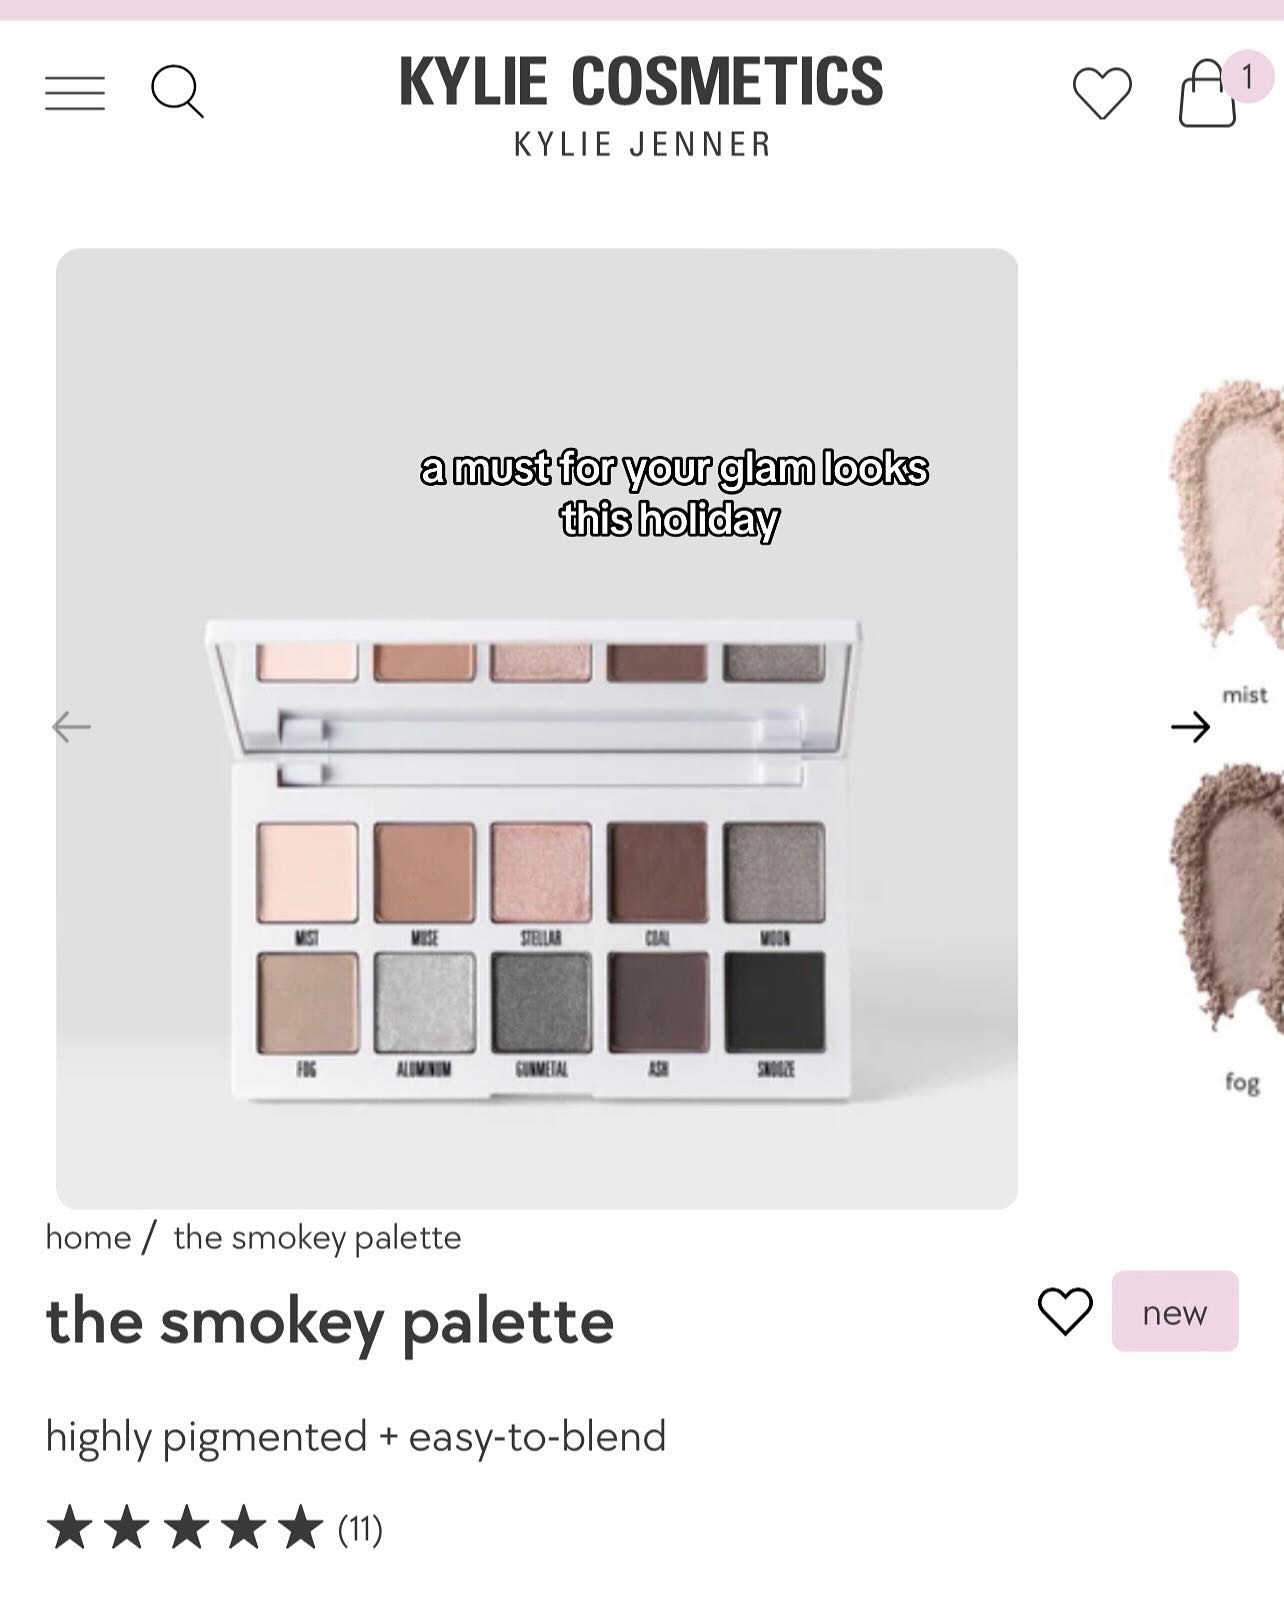 KYLIE COSMETICS
KYLIE JENNER
1
a must for your glam looks
this holiday
mist
MIST MUSE STELLAR COAL MOON
FOG ALUMINUM GUNMETAL ASH SNOOZE
fog
home / the smokey palette
the smokey palette
new
highly pigmented + easy-to-blend
(11)